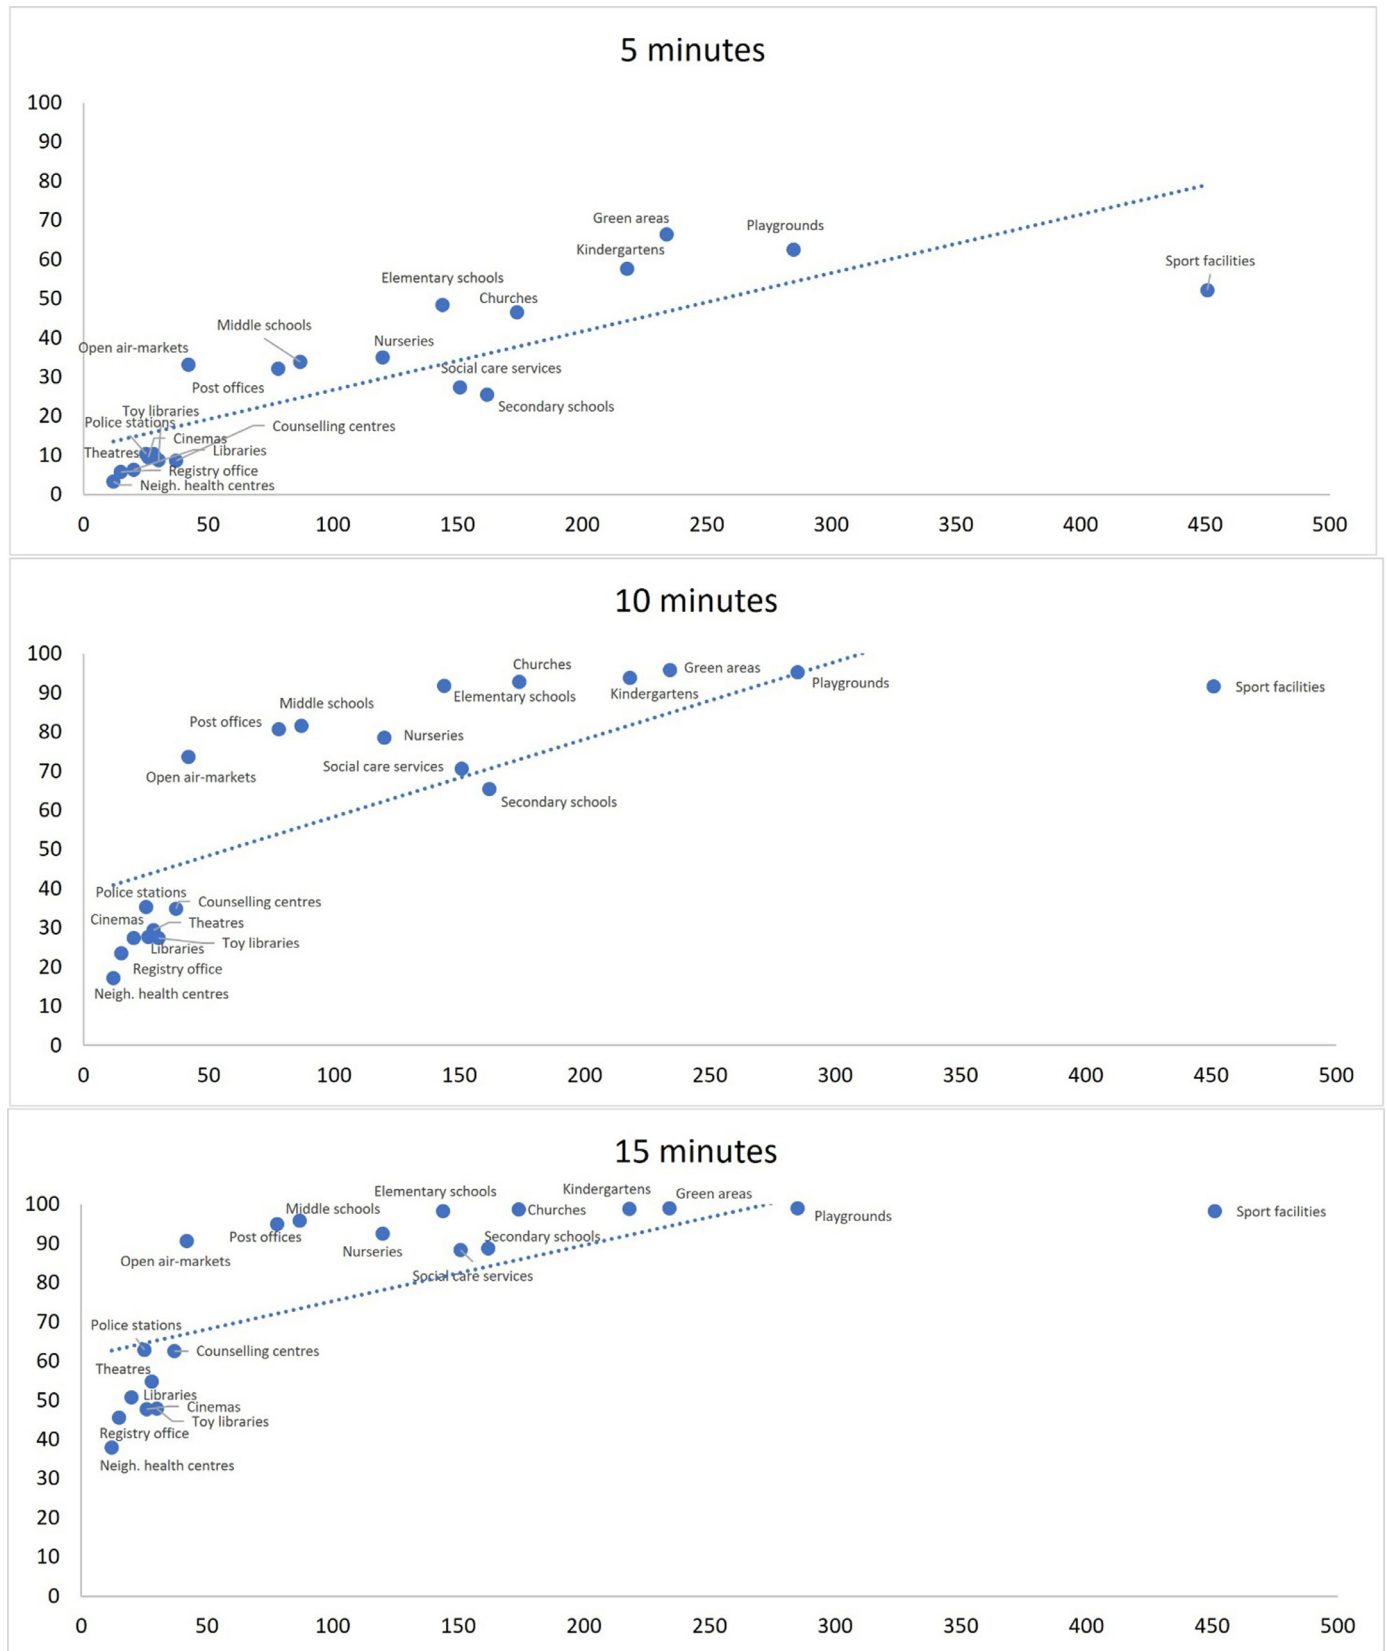 5 minutes
100
90
80
70
60
50
40
30
20
10
0
Green areas
Playgrounds
Kindergartens
Sport facilities
Elementary schools
Churches
Middle schools
Nurseries
Open air-markets
Social care services
Post offices
Secondary schools
Toy libraries
Police stations
Counselling centres
Cinemas
Theatres
Libraries
Registry office
Neigh. health centres
0 50 100 150 200 250 300 350 400 450 500
10 minutes
100
90
80
70
60
50
40
30
20
10
0
Churches
Green areas
Playgrounds
Sport facilities
Elementary schools
Kindergartens
Middle schools
Post offices
Nurseries
Social care services
Open air-markets
Secondary schools
Police stations
Counselling centres
Cinemas
Theatres
Toy libraries
Libraries
Registry office
Neigh. health centres
0 50 100 150 200 250 300 350 400 450 500
15 minutes
100
90
80
70
60
50
40
30
20
10
0
Elementary schools
Kindergartens
Green areas
Middle schools
Churches
Playgrounds
Sport facilities
Post offices
Secondary schools
Nurseries
Open air-markets
Social care services
Police stations
Counselling centres
Theatres
Libraries
Cinemas
Toy libraries
Registry office
Neigh. health centres
0 50 100 150 200 250 300 350 400 450 500